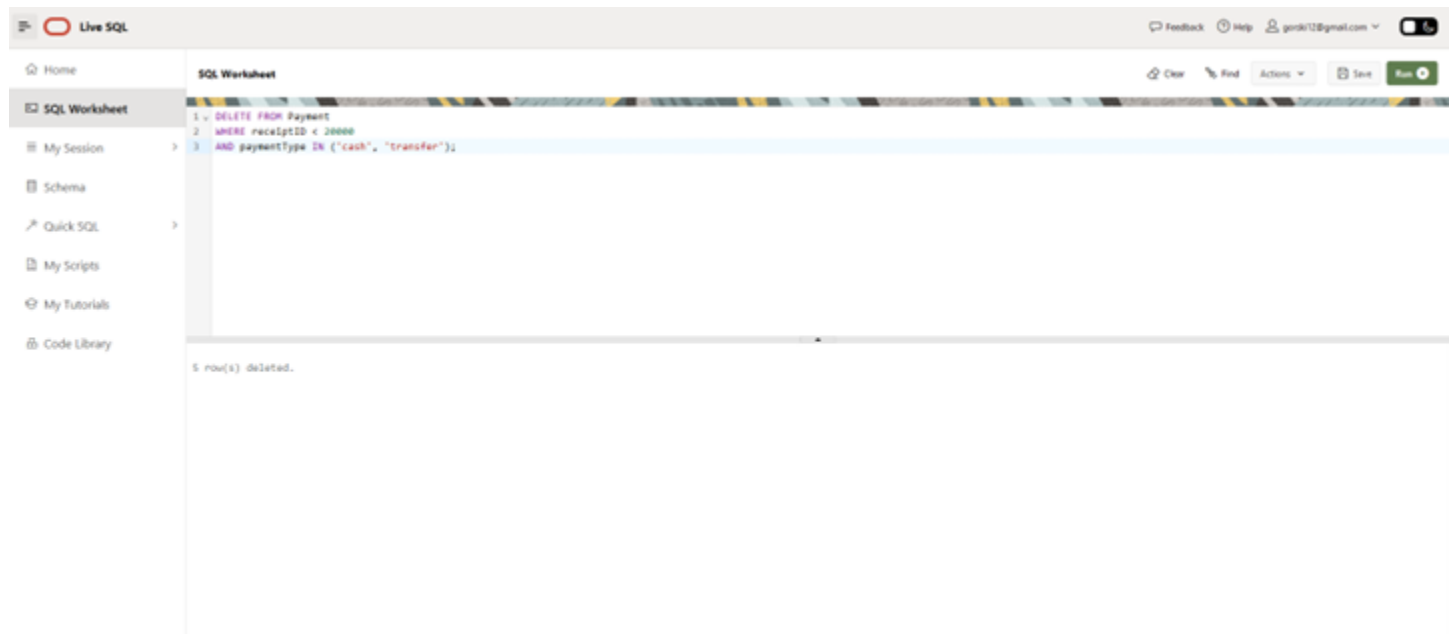 Live SQL
Feedback Help gorski12@gmail.com
Home
SQL Worksheet
My Session
Schema
Quick SQL
My Scripts
My Tutorials
Code Library
SQL Worksheet
Clear Find Actions Save Run
1 DELETE FROM Payment
2 WHERE receiptID < 20000
3 AND paymentType IN ('cash', 'transfer');
5 row(s) deleted.